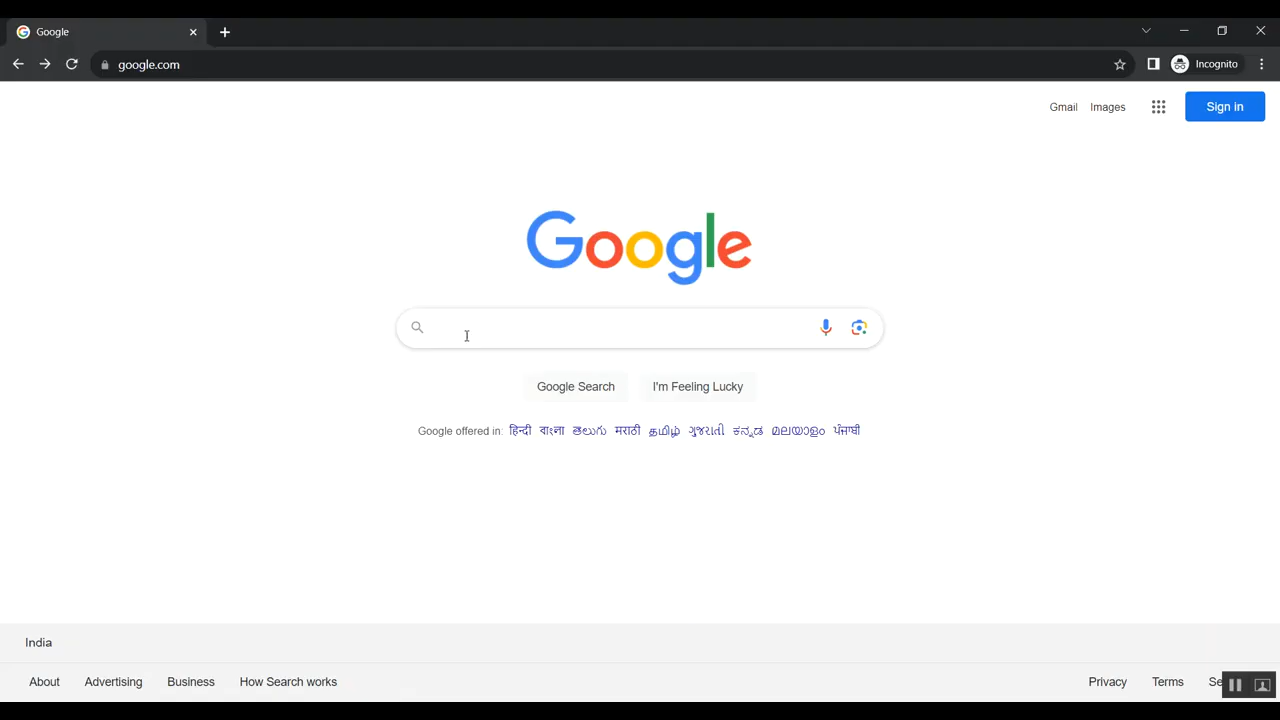 Google
google.com
Incognito
Gmail Images Sign in
Google
Google Search I'm Feeling Lucky
Google offered in: हिन्दी বাংলা తెలుగు मराठी தமிழ் ગુજરાતી ಕನ್ನಡ മലയാളം ਪੰਜਾਬੀ
India
About Advertising Business How Search works Privacy Terms